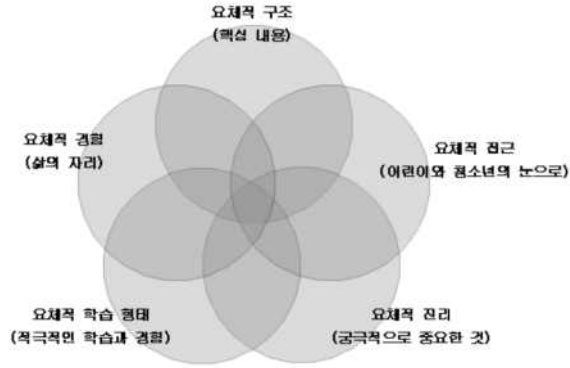 요체적 구조
(핵심 내용)
요체적 경험
(삶의 자리)
요체적 접근
(어린이와 청소년의 눈으로)
요체적 학습 형태
(적극적인 학습과 경험)
요체적 진리
(궁극적으로 중요한 것)